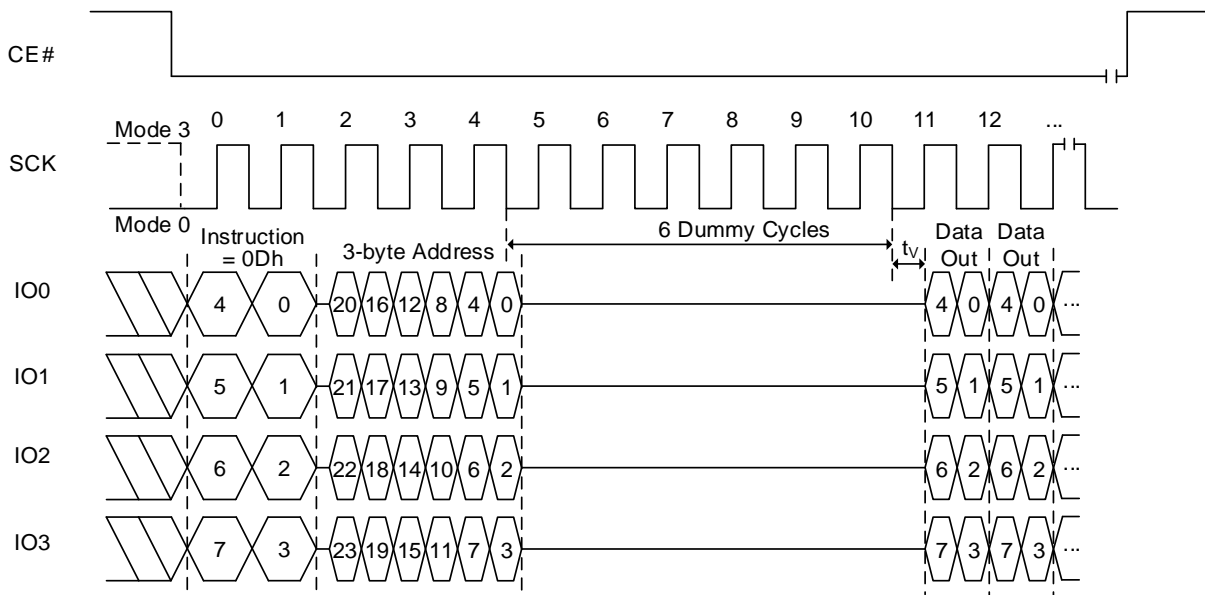 CE#
0 1 2 3 4 5 6 7 8 9 10 11 12 ...
Mode 3
SCK
Mode 0
Instruction
= 0Dh
3-byte Address
6 Dummy Cycles
tV
Data
Out
Data
Out
IO0 4 0 20 16 12 8 4 0 4 0 4 0 ...
IO1 5 1 21 17 13 9 5 1 5 1 5 1 ...
IO2 6 2 22 18 14 10 6 2 6 2 6 2 ...
IO3 7 3 23 19 15 11 7 3 7 3 7 3 ...